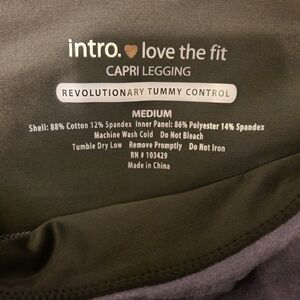 intro.❤love the fit
CAPRI LEGGING
REVOLUTIONARY TUMMY CONTROL
MEDIUM
Shell: 88% Cotton 12% Spandex Inner Panel: 86% Polyester 14% Spandex
Machine Wash Cold Do Not Bleach
Tumble Dry Low Remove Promptly Do Not Iron
RN # 103429
Made in China